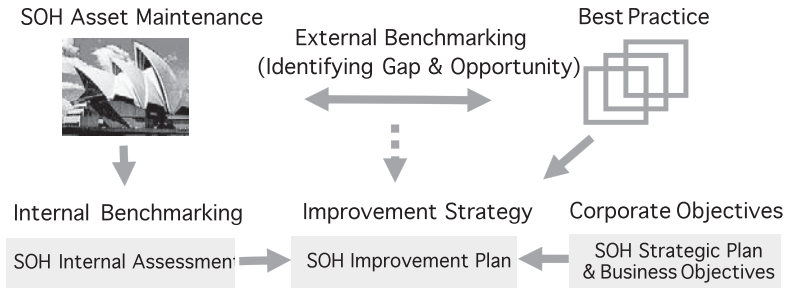 SOH Asset Maintenance
External Benchmarking
(Identifying Gap & Opportunity)
Best Practice
Internal Benchmarking
Improvement Strategy
Corporate Objectives
SOH Internal Assessment
SOH Improvement Plan
SOH Strategic Plan
& Business Objectives